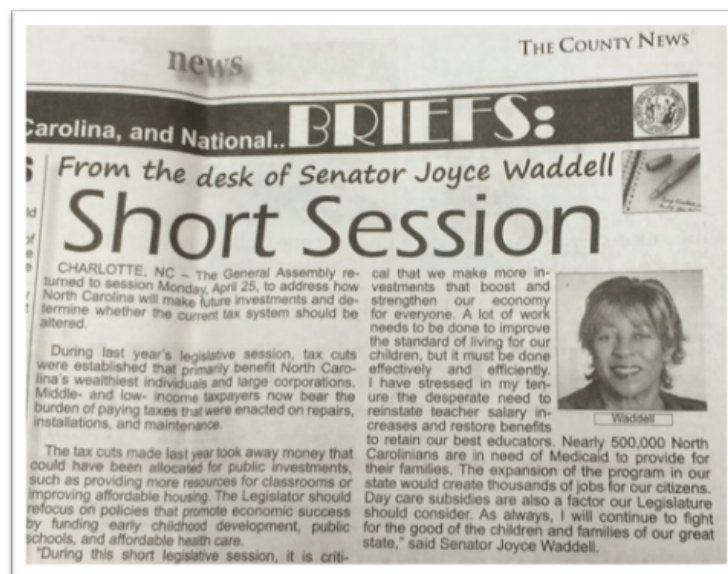 news
THE COUNTY NEWS
Carolina, and National.. BRIEFS:
From the desk of Senator Joyce Waddell
Short Session
CHARLOTTE, NC – The General Assembly re-
turned to session Monday, April 25, to address how
North Carolina will make future investments and de-
termine whether the current tax system should be
altered.
During last year's legislative session, tax cuts
were established that primarily benefit North Caro-
lina's wealthiest individuals and large corporations.
Middle- and low- income taxpayers now bear the
burden of paying taxes that were enacted on repairs,
installations, and maintenance.
The tax cuts made last year took away money that
could have been allocated for public investments,
such as providing more resources for classrooms or
improving affordable housing. The Legislator should
refocus on policies that promote economic success
by funding early childhood development, public
schools, and affordable health care.
"During this short legislative session, it is criti-
cal that we make more in-
vestments that boost and
strengthen our economy
for everyone. A lot of work
needs to be done to improve
the standard of living for our
children, but it must be done
effectively and efficiently.
I have stressed in my ten-
ure the desperate need to
reinstate teacher salary in-
creases and restore benefits
to retain our best educators. Nearly 500,000 North
Carolinians are in need of Medicaid to provide for
their families. The expansion of the program in our
state would create thousands of jobs for our citizens.
Day care subsidies are also a factor our Legislature
should consider. As always, I will continue to fight
for the good of the children and families of our great
state," said Senator Joyce Waddell.
Waddell